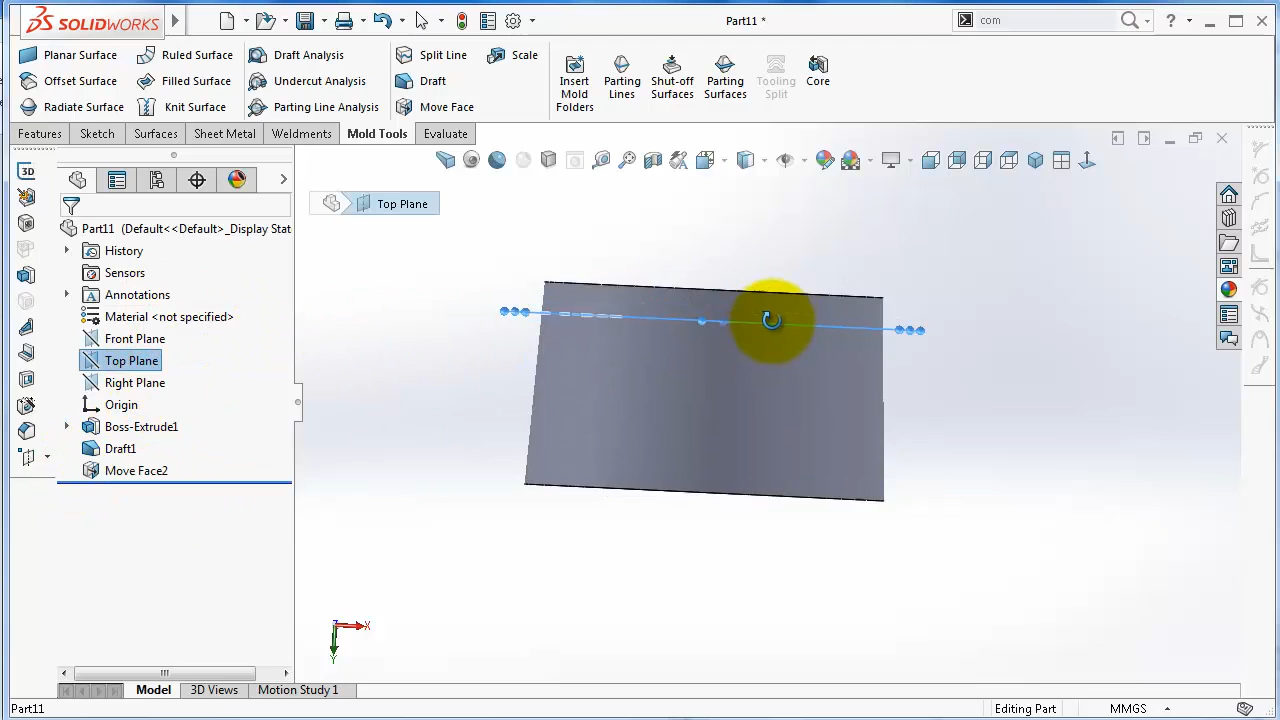 SOLIDWORKS
Part11 *
com
Planar Surface
Ruled Surface
Draft Analysis
Split Line
Scale
Offset Surface
Filled Surface
Undercut Analysis
Draft
Radiate Surface
Knit Surface
Parting Line Analysis
Move Face
Insert Mold Folders
Parting Lines
Shut-off Surfaces
Parting Surfaces
Tooling Split
Core
Features
Sketch
Surfaces
Sheet Metal
Weldments
Mold Tools
Evaluate
3D
Top Plane
Part11 (Default<<Default>_Display Stat
History
Sensors
Annotations
Material <not specified>
Front Plane
Top Plane
Right Plane
Origin
Boss-Extrude1
Draft1
Move Face2
X
Y
Model
3D Views
Motion Study 1
Part11
Editing Part
MMGS